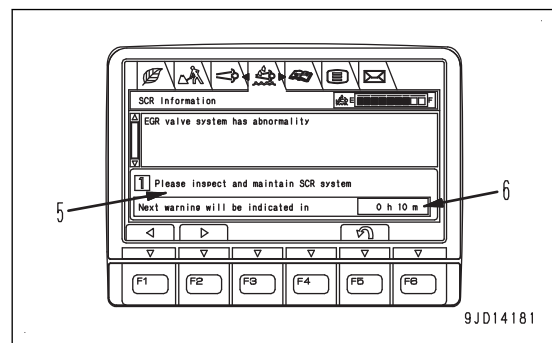 SCR Information
E F
EGR valve system has abnormality
1 Please inspect and maintain SCR system
Next warning will be indicated in 0 h 10 m
5
6
F1 F2 F3 F4 F5 F6
9JD14181